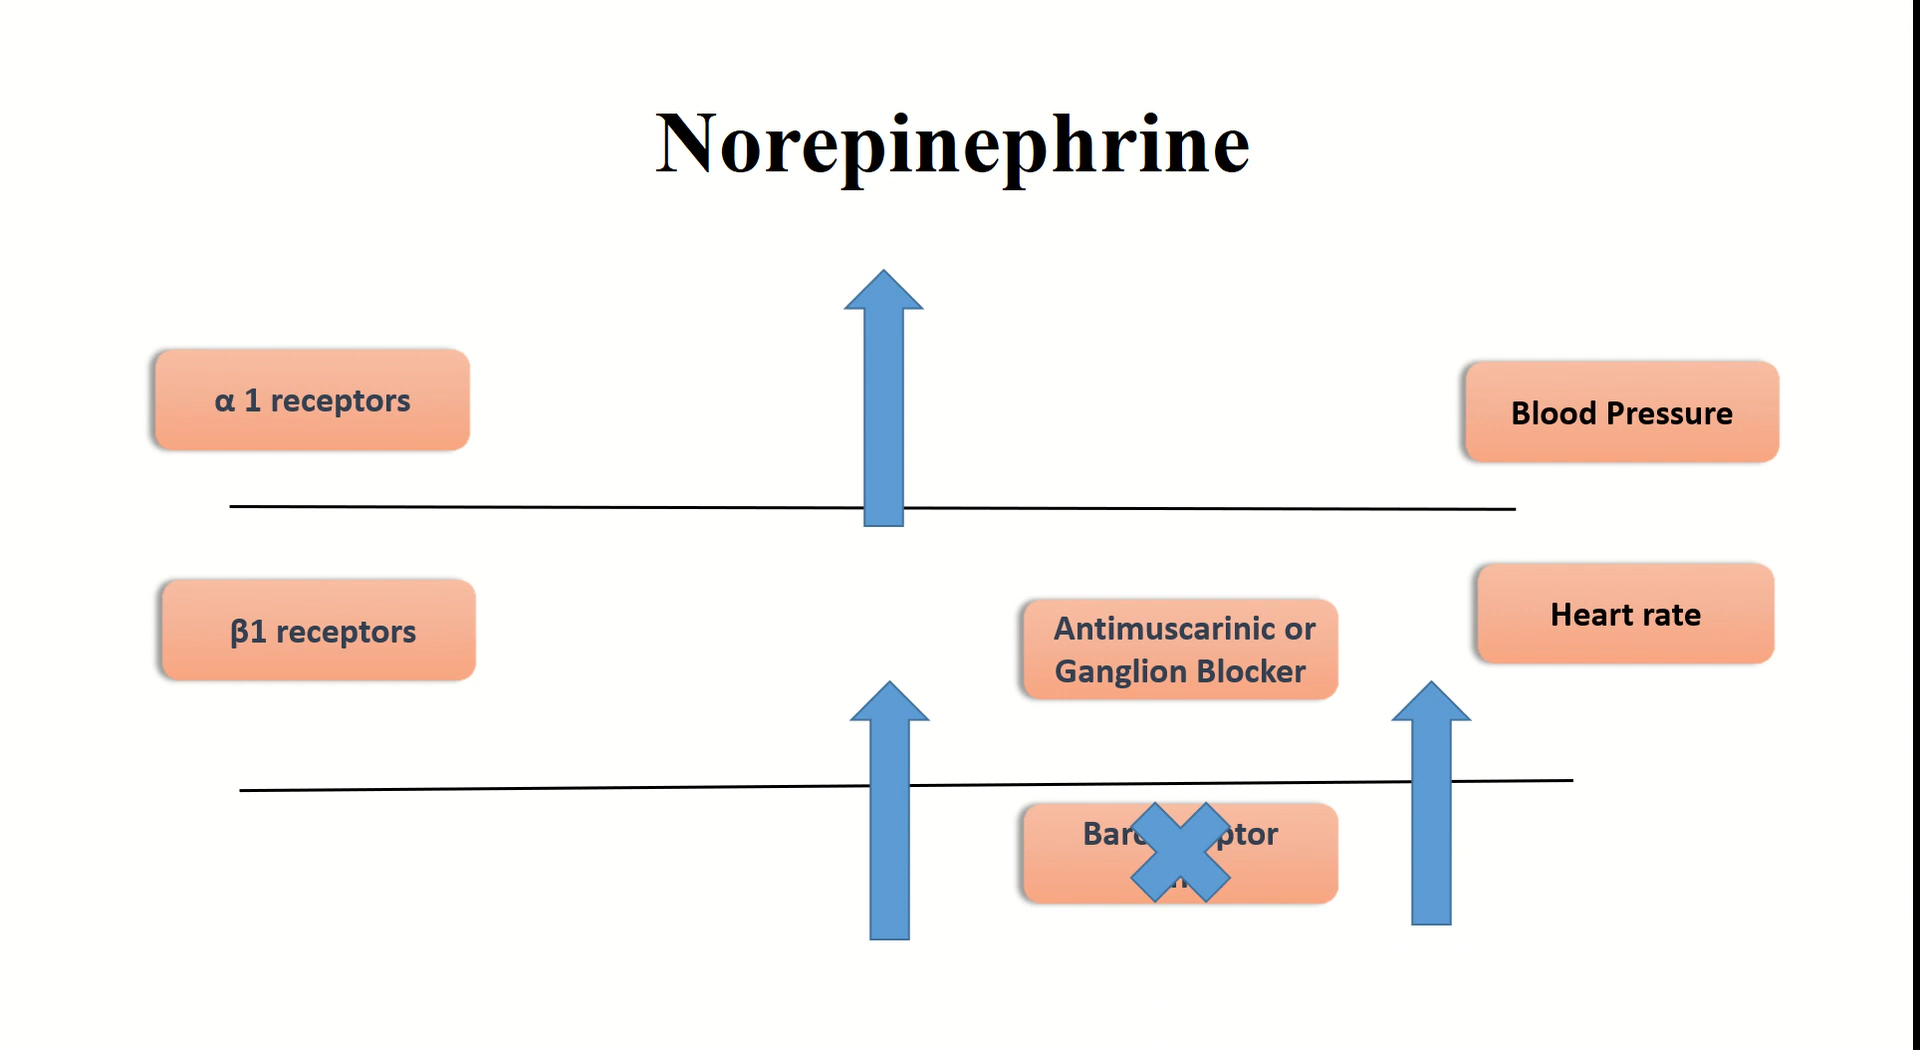 Norepinephrine
α 1 receptors
Blood Pressure
β1 receptors
Heart rate
Antimuscarinic or
Ganglion Blocker